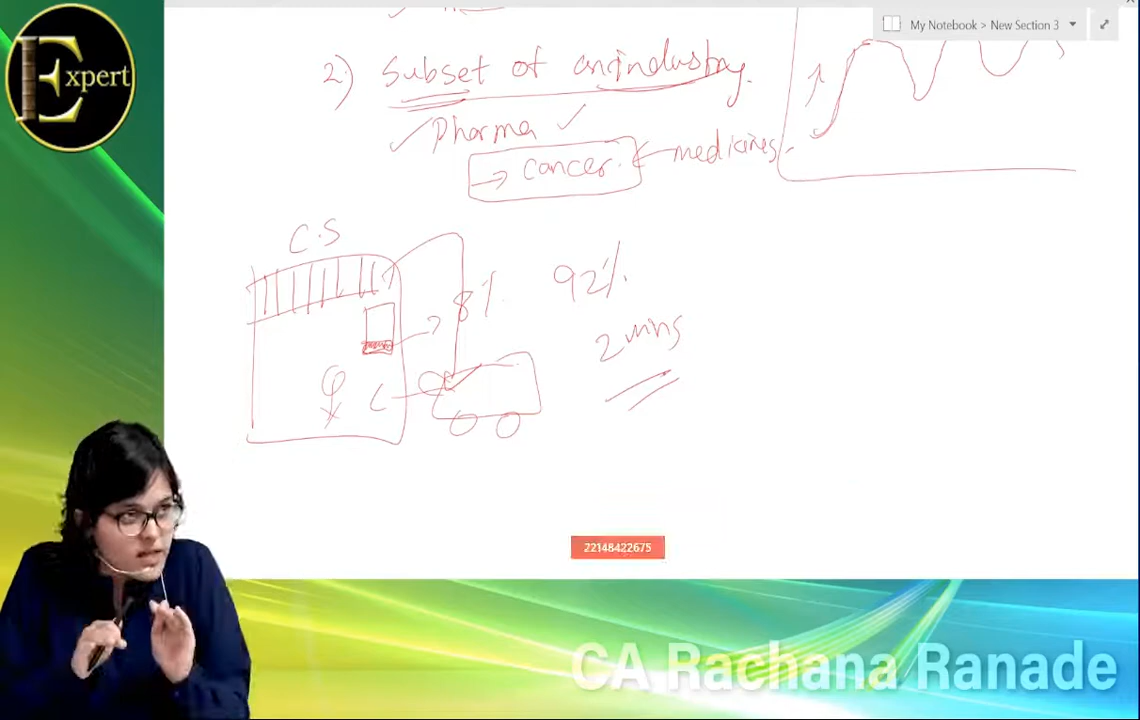 Expert
My Notebook > New Section 3
2) Subset of an industry.
Pharma
→ cancer. ← medicines
C.S
8%
92%
2 mins
22148422675
CA Rachana Ranade